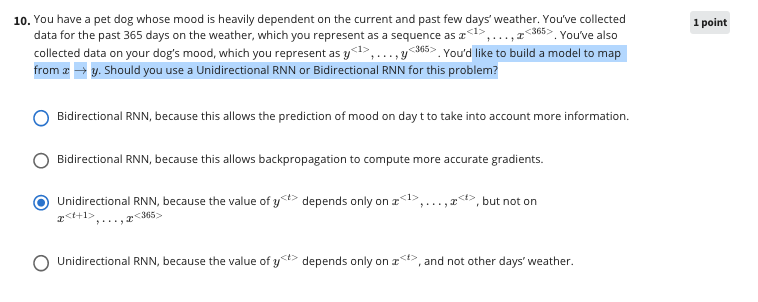 10. You have a pet dog whose mood is heavily dependent on the current and past few days' weather. You've collected 1 point
data for the past 365 days on the weather, which you represent as a sequence as x^{<1>}, ..., x^{<365>}. You've also
collected data on your dog's mood, which you represent as y^{<1>}, ..., y^{<365>}. You'd like to build a model to map
from x → y. Should you use a Unidirectional RNN or Bidirectional RNN for this problem?
Bidirectional RNN, because this allows the prediction of mood on day t to take into account more information.
Bidirectional RNN, because this allows backpropagation to compute more accurate gradients.
Unidirectional RNN, because the value of y^{<t>} depends only on x^{<1>}, ..., x^{<t>}, but not on
x^{<t+1>}, ..., x^{<365>}
Unidirectional RNN, because the value of y^{<t>} depends only on x^{<t>}, and not other days' weather.